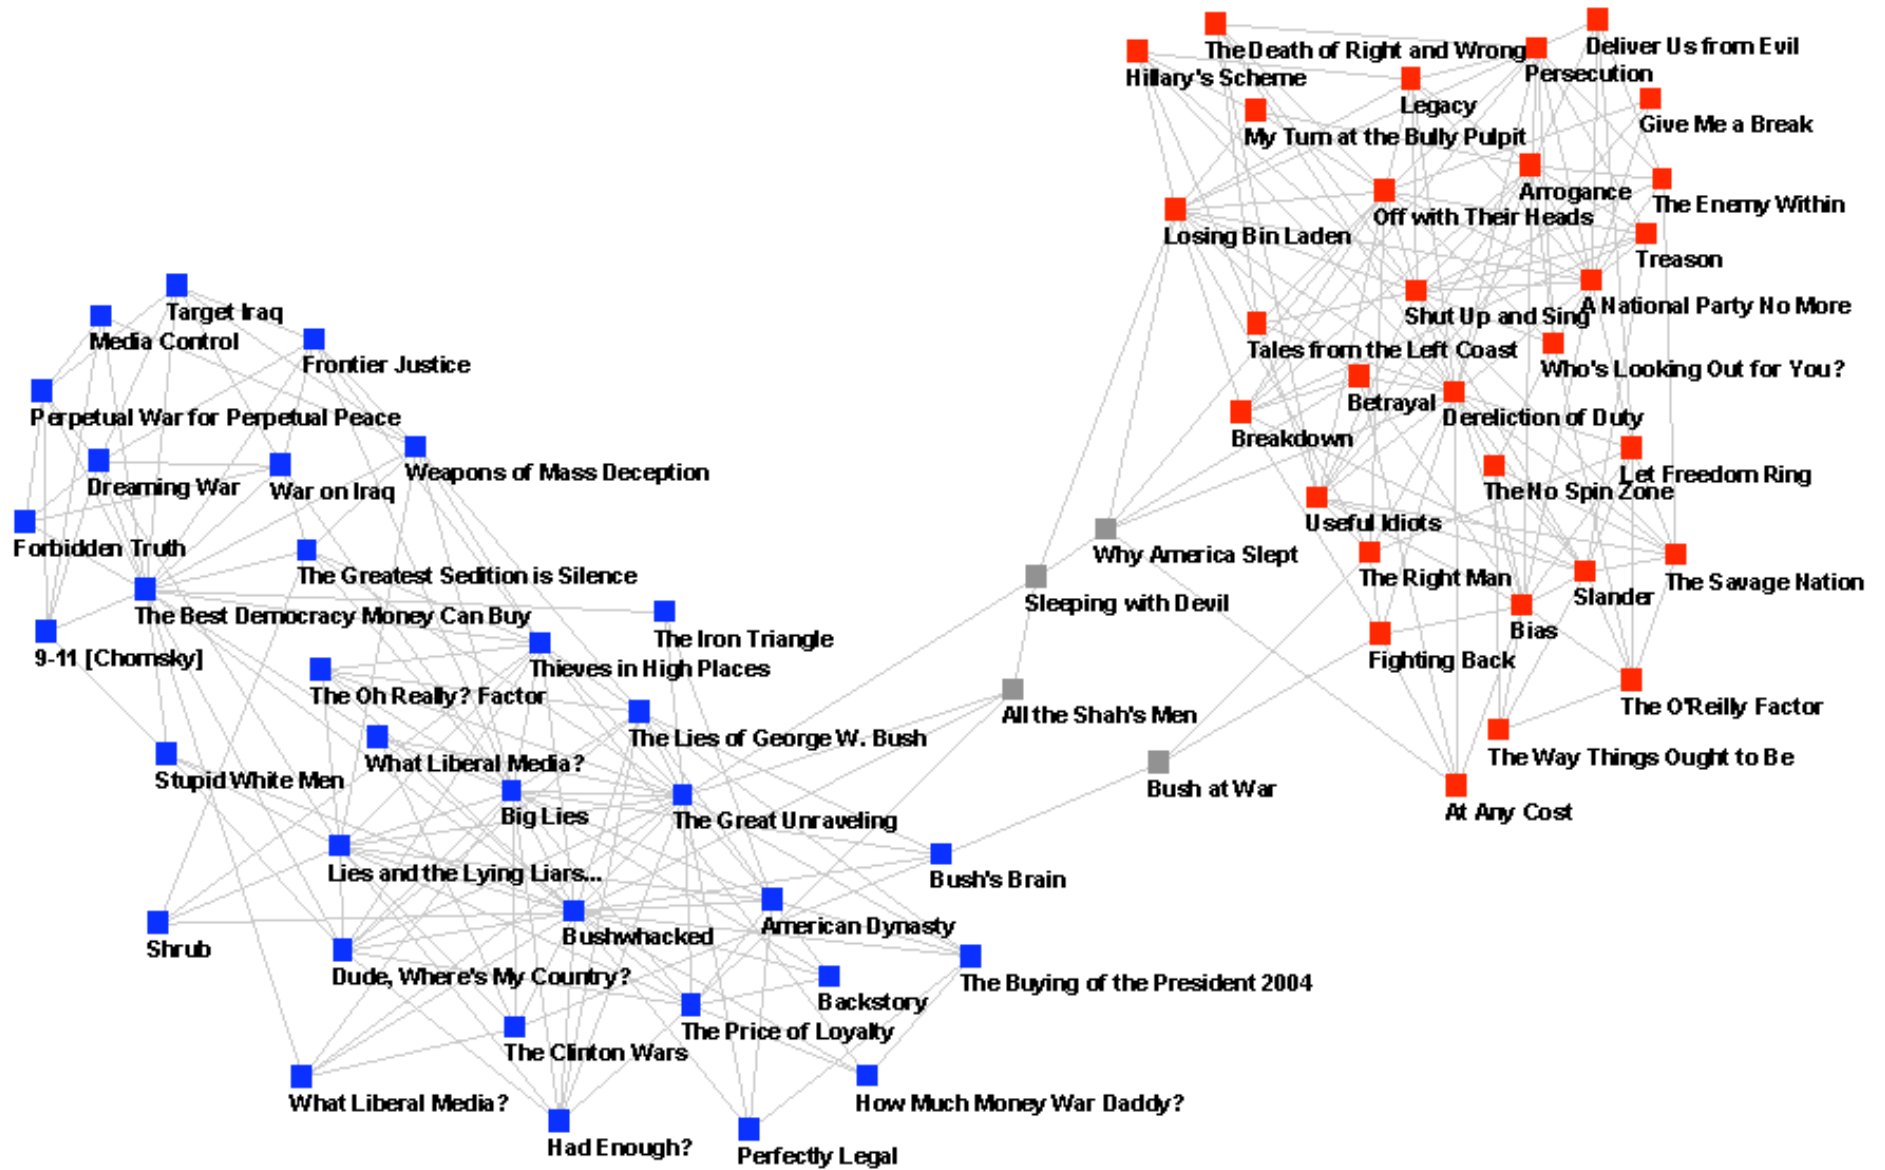 The Death of Right and Wrong
Deliver Us from Evil
Hillary's Scheme
Persecution
Legacy
Give Me a Break
My Turn at the Bully Pulpit
Arrogance
The Enemy Within
Off with Their Heads
Losing Bin Laden
Treason
Target Iraq
A National Party No More
Shut Up and Sing
Media Control
Tales from the Left Coast
Frontier Justice
Who's Looking Out for You?
Betrayal
Perpetual War for Perpetual Peace
Dereliction of Duty
Breakdown
Weapons of Mass Deception
Let Freedom Ring
Dreaming War
War on Iraq
The No Spin Zone
Useful Idiots
Forbidden Truth
Why America Slept
The Greatest Sedition is Silence
The Right Man
The Savage Nation
Slander
Sleeping with Devil
The Best Democracy Money Can Buy
Bias
The Iron Triangle
9-11 [Chomsky]
Fighting Back
Thieves in High Places
The Oh Really? Factor
The O'Reilly Factor
All the Shah's Men
The Lies of George W. Bush
The Way Things Ought to Be
What Liberal Media?
Stupid White Men
Bush at War
At Any Cost
Big Lies
The Great Unraveling
Lies and the Lying Liars...
Bush's Brain
American Dynasty
Bushwhacked
Shrub
Dude, Where's My Country?
The Buying of the President 2004
Backstory
The Price of Loyalty
The Clinton Wars
What Liberal Media?
How Much Money War Daddy?
Had Enough?
Perfectly Legal